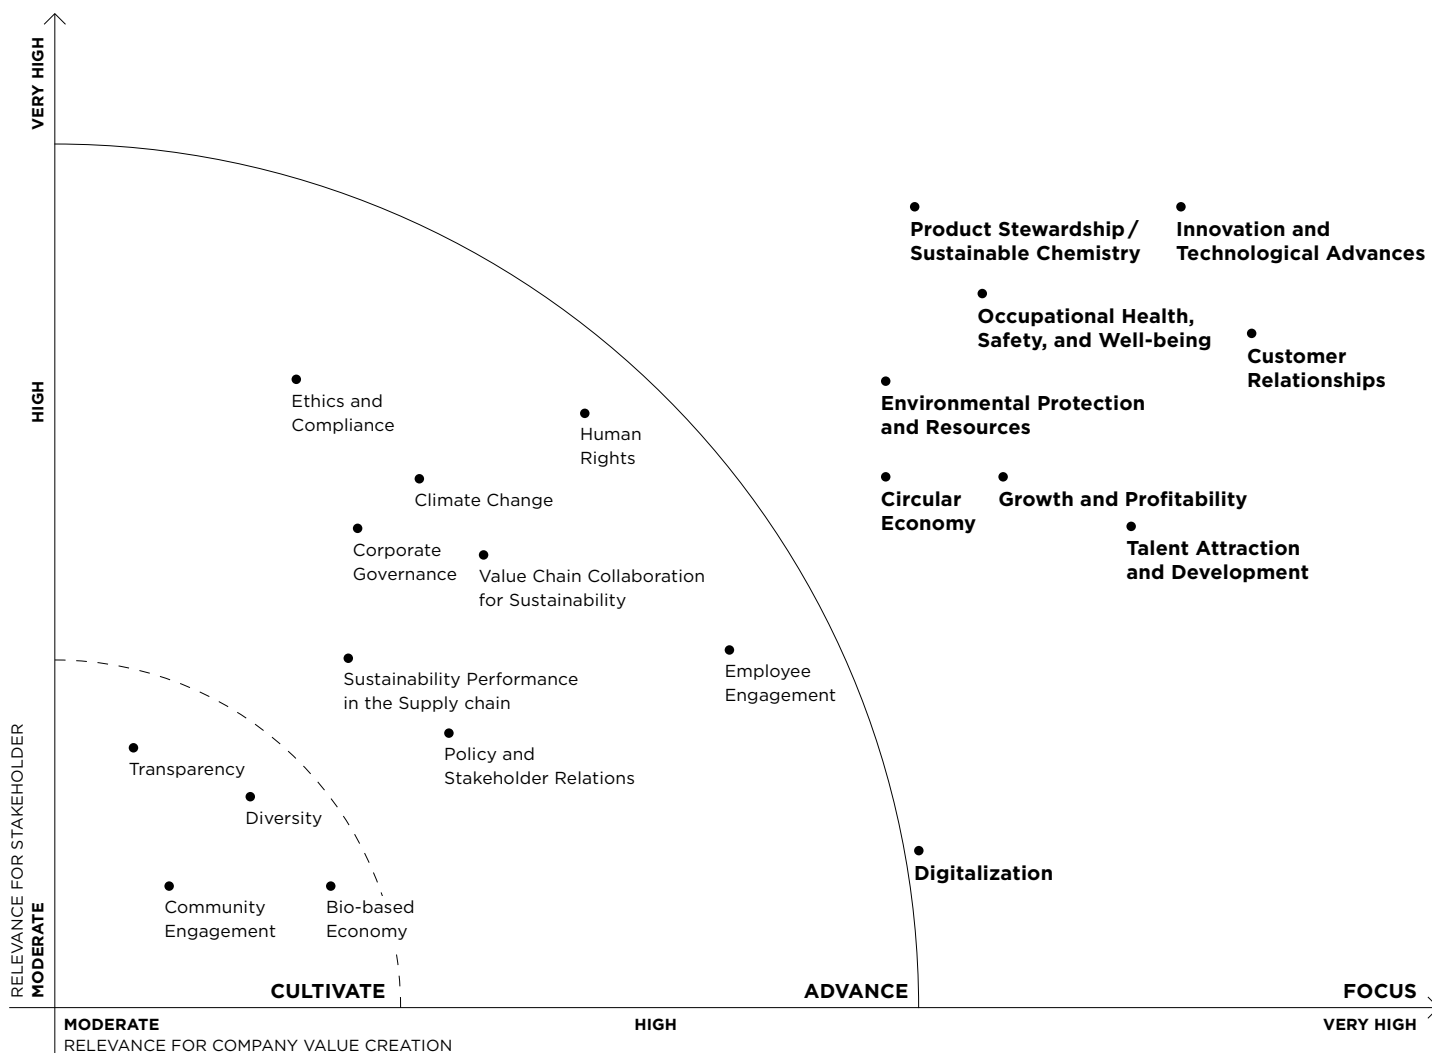 VERY HIGH
Product Stewardship /
Sustainable Chemistry
Innovation and
Technological Advances
Occupational Health,
Safety, and Well-being
Customer
Relationships
HIGH
Ethics and
Compliance
Environmental Protection
and Resources
Human
Rights
Climate Change
Circular
Economy
Growth and Profitability
Corporate
Governance
Talent Attraction
and Development
Value Chain Collaboration
for Sustainability
Sustainability Performance
in the Supply chain
Employee
Engagement
Policy and
Stakeholder Relations
Transparency
Diversity
Digitalization
Community
Engagement
Bio-based
Economy
RELEVANCE FOR STAKEHOLDER
MODERATE
CULTIVATE
ADVANCE
FOCUS
MODERATE
HIGH
VERY HIGH
RELEVANCE FOR COMPANY VALUE CREATION